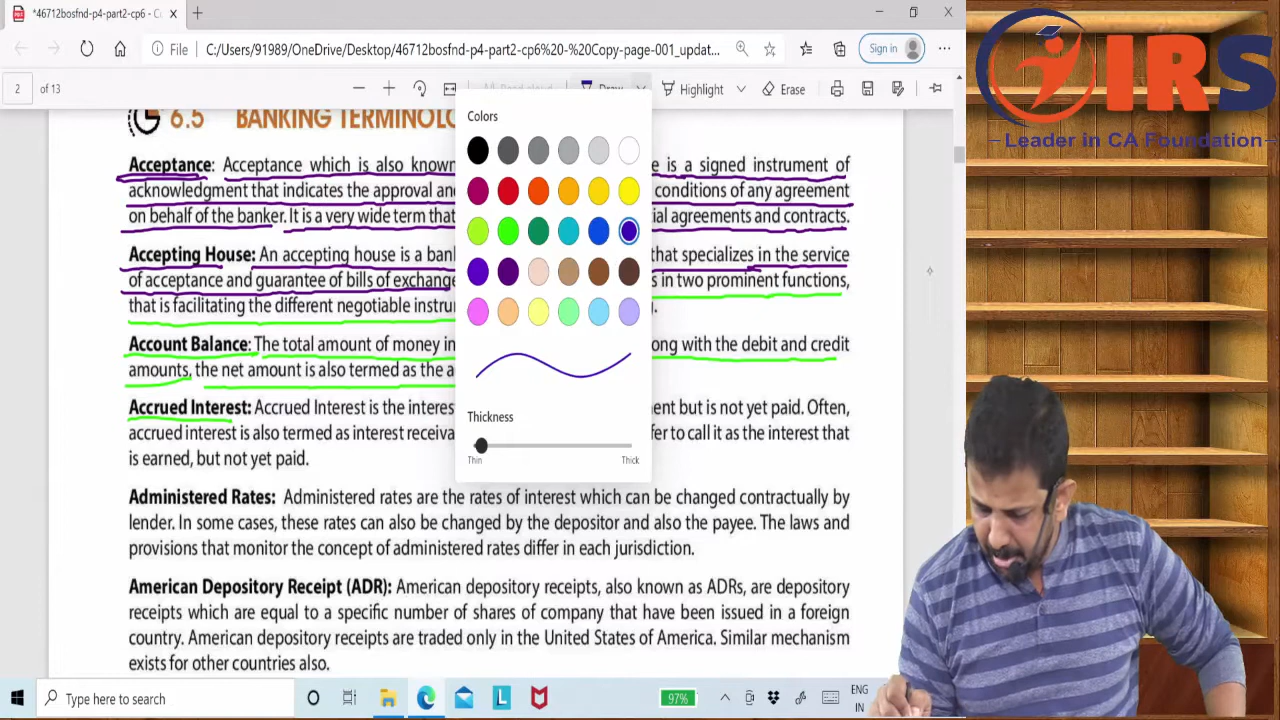 *46712bosfnd-p4-part2-cp6 - C
File
C:/Users/91989/OneDrive/Desktop/46712bosfnd-p4-part2-cp6%20-%20Copy-page-001_updat...
Sign in
2 of 13
Read aloud
Draw
Highlight
Erase
IRS
Leader in CA Foundation
6.5 BANKING
Colors
Acceptance: Acceptance which is also known is a signed instrument of
acknowledgment that indicates the approval conditions of any agreement
on behalf of the banker. It is a very wide term that agreements and contracts.
Accepting House: An accepting house is a that specializes in the service
of acceptance and guarantee of bills of exchange in two prominent functions,
that is facilitating the different negotiable
Account Balance: The total amount of money in with the debit and credit
amounts, the net amount is also termed as the
Accrued Interest: Accrued Interest is the but is not yet paid. Often,
accrued interest is also termed as interest to call it as the interest that
is earned, but not yet paid.
Thickness
Thin
Thick
Administered Rates: Administered rates are the rates of interest which can be changed contractually by
lender. In some cases, these rates can also be changed by the depositor and also the payee. The laws and
provisions that monitor the concept of administered rates differ in each jurisdiction.
American Depository Receipt (ADR): American depository receipts, also known as ADRs, are depository
receipts which are equal to a specific number of shares of company that have been issued in a foreign
country. American depository receipts are traded only in the United States of America. Similar mechanism
exists for other countries also.
Type here to search
97%
ENG
IN